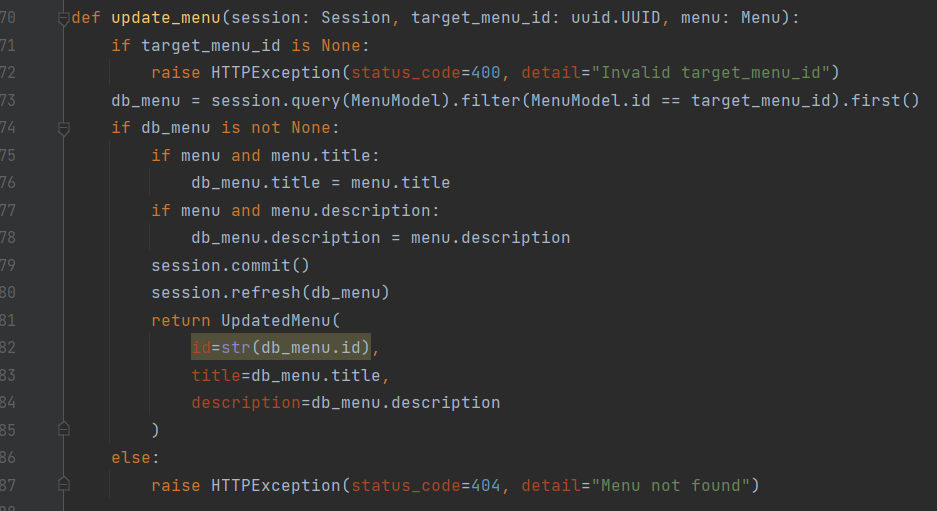 70 def update_menu(session: Session, target_menu_id: uuid.UUID, menu: Menu):
71     if target_menu_id is None:
72         raise HTTPException(status_code=400, detail="Invalid target_menu_id")
73     db_menu = session.query(MenuModel).filter(MenuModel.id == target_menu_id).first()
74     if db_menu is not None:
75         if menu and menu.title:
76             db_menu.title = menu.title
77         if menu and menu.description:
78             db_menu.description = menu.description
79         session.commit()
80         session.refresh(db_menu)
81         return UpdatedMenu(
82             id=str(db_menu.id),
83             title=db_menu.title,
84             description=db_menu.description
85         )
86     else:
87         raise HTTPException(status_code=404, detail="Menu not found")